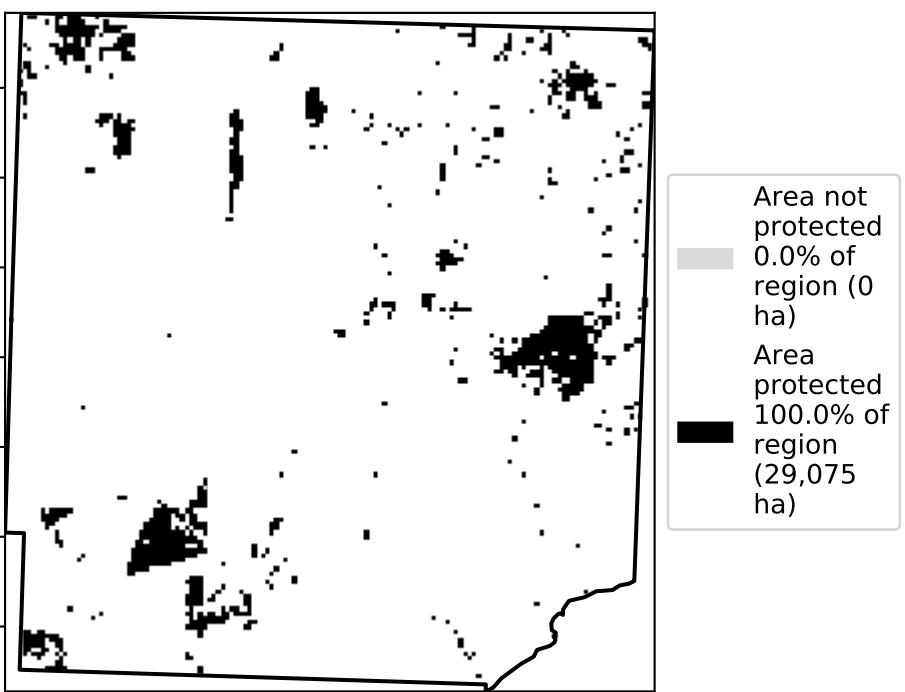 Area not
protected
0.0% of
region (0
ha)
Area
protected
100.0% of
region
(29,075
ha)